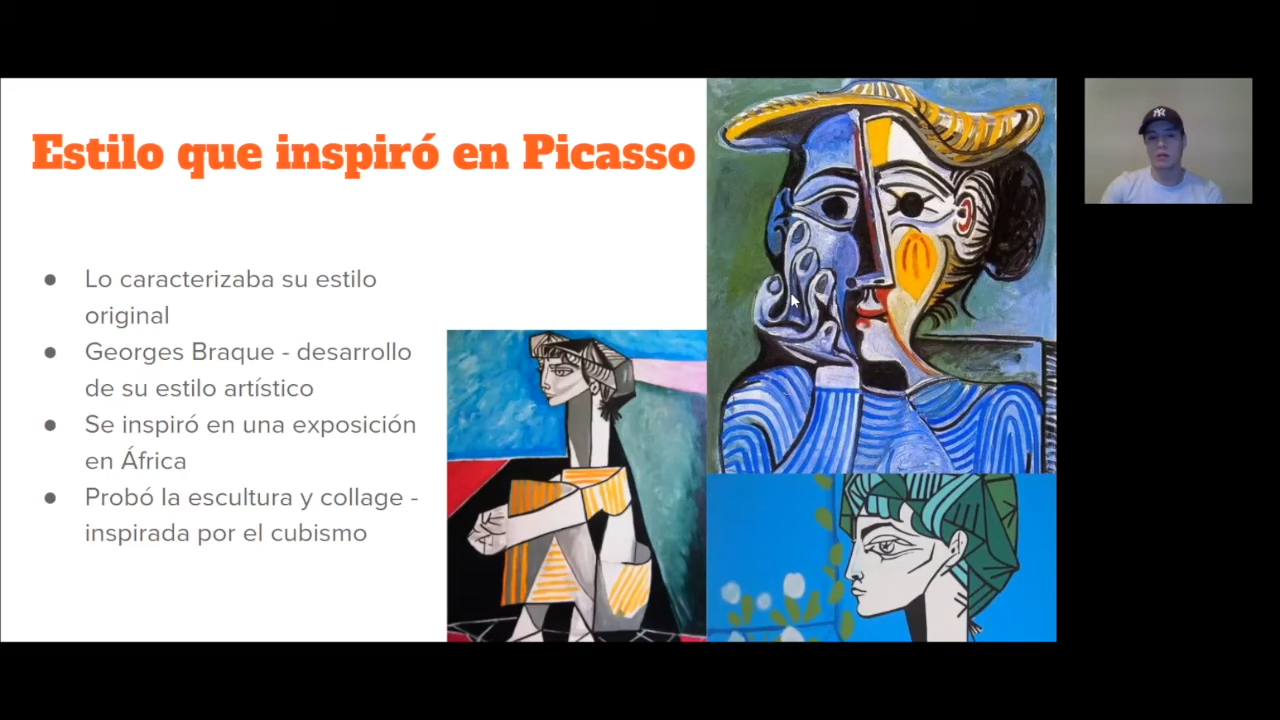 Estilo que inspiró en Picasso
● Lo caracterizaba su estilo
original
● Georges Braque - desarrollo
de su estilo artístico
● Se inspiró en una exposición
en África
● Probó la escultura y collage -
inspirada por el cubismo